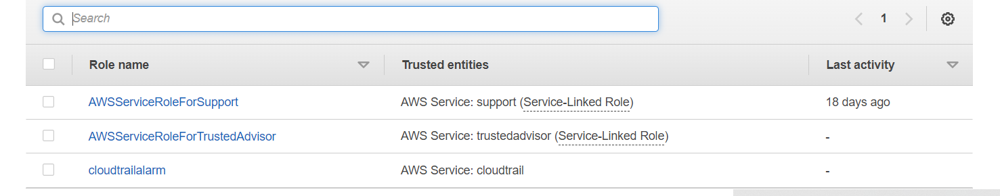 Search
1
Role name Trusted entities Last activity
AWSServiceRoleForSupport AWS Service: support (Service-Linked Role) 18 days ago
AWSServiceRoleForTrustedAdvisor AWS Service: trustedadvisor (Service-Linked Role) -
cloudtrailalarm AWS Service: cloudtrail -